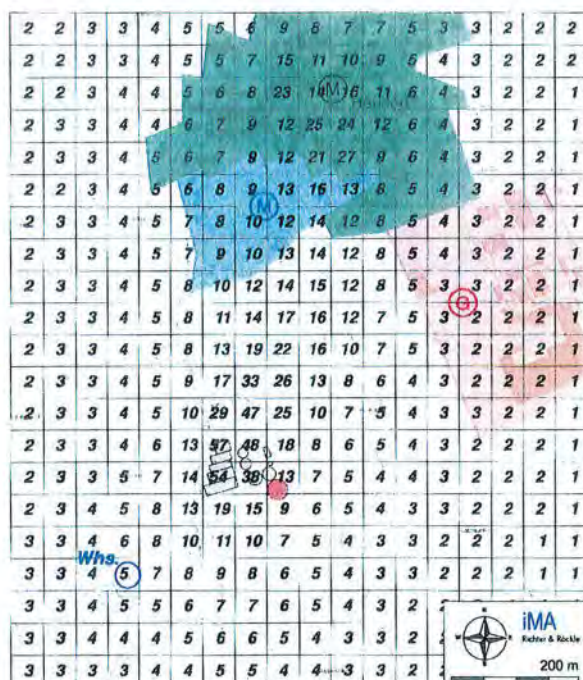 2 2 3 3 4 5 5 6 9 8 7 7 5 3 3 2 2 2
2 2 3 3 4 5 5 7 15 11 10 9 6 4 3 2 2 2
2 2 3 4 4 5 6 8 23 14 M 16 11 6 4 3 2 2 1
2 3 3 4 4 6 7 9 12 25 24 12 6 4 3 2 2 1
2 3 3 4 5 6 7 9 12 21 27 9 6 4 3 2 2 1
2 3 3 4 5 6 8 9 13 16 13 8 5 4 3 2 2 1
M
2 3 3 4 5 7 8 10 12 14 12 8 5 4 3 2 2 1
2 3 3 4 5 7 9 10 13 14 12 8 5 4 3 2 2 1
2 3 3 4 5 8 10 12 14 15 12 8 5 3 3 2 2 1
G
2 3 3 4 5 8 11 14 17 16 12 7 5 3 2 2 2 1
2 3 3 4 5 8 13 19 22 16 10 7 5 3 2 2 2 1
2 3 3 4 5 9 17 33 26 13 8 6 4 3 2 2 2 1
2 3 3 4 5 10 29 47 25 10 7 5 4 3 3 2 2 1
2 3 3 4 6 13 57 48 18 8 6 5 4 3 2 2 2 1
2 3 3 5 7 14 54 38 13 7 5 4 4 3 2 2 2 1
2 3 4 5 8 13 19 15 9 6 5 4 3 3 2 2 2 1
3 3 4 6 8 10 11 10 7 5 4 3 3 2 2 2 1 1
Whs.
3 3 4 5 7 8 9 8 6 5 4 3 3 2 2 2 1 1
3 3 4 5 5 6 7 7 6 5 4 3 2 2
3 3 4 4 4 5 6 6 5 4 3 3 2 2
3 3 3 3 4 4 5 5 4 4 3 3 2 2
iMA
Richter & Röckle
200 m